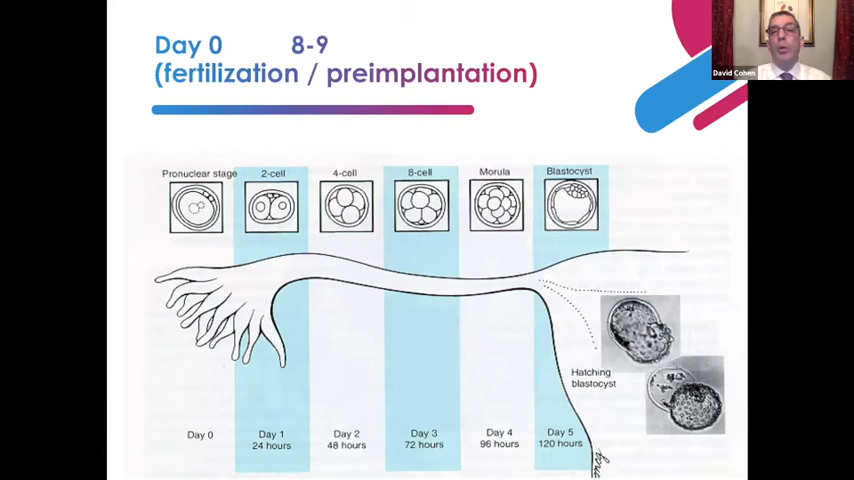 Day 0 8-9
(fertilization / preimplantation)
David Cohen
Pronuclear stage 2-cell 4-cell 8-cell Morula Blastocyst
Hatching
blastocyst
Day 0 Day 1 Day 2 Day 3 Day 4 Day 5
24 hours 48 hours 72 hours 96 hours 120 hours
mcg